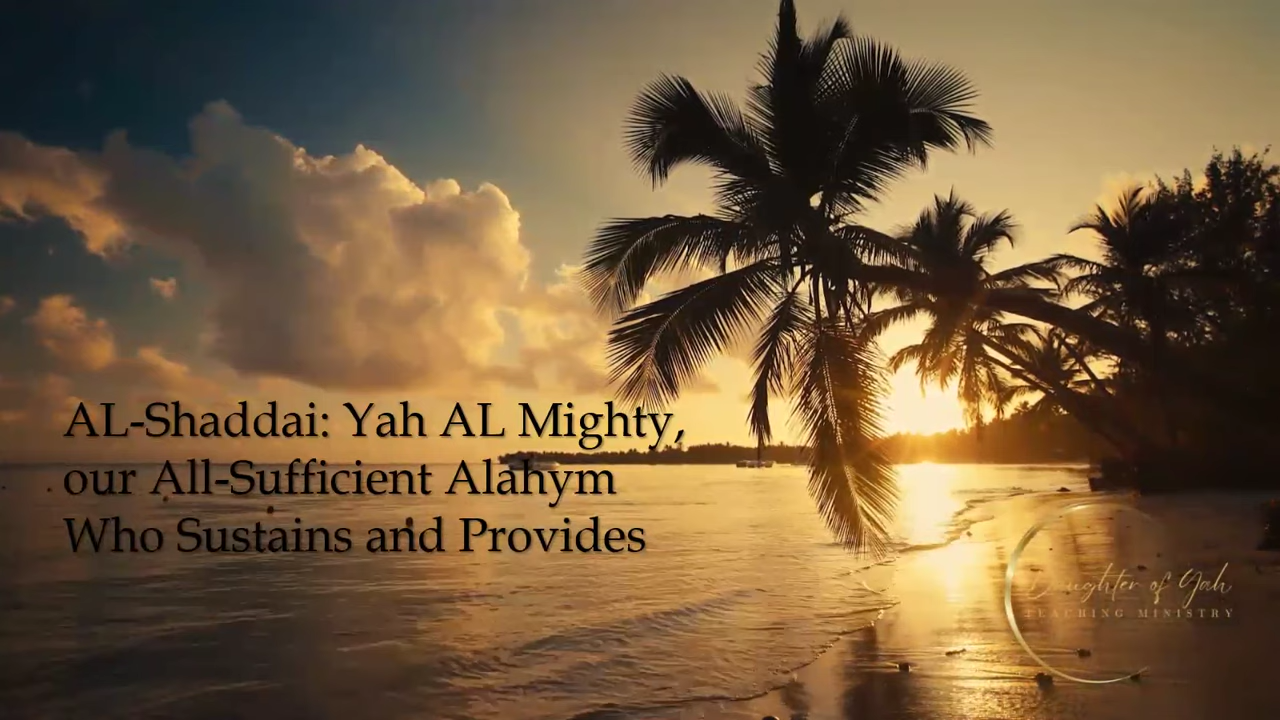 AL-Shaddai: Yah AL Mighty,
our All-Sufficient Alahym
Who Sustains and Provides
Daughter of Yah
TEACHING MINISTRY